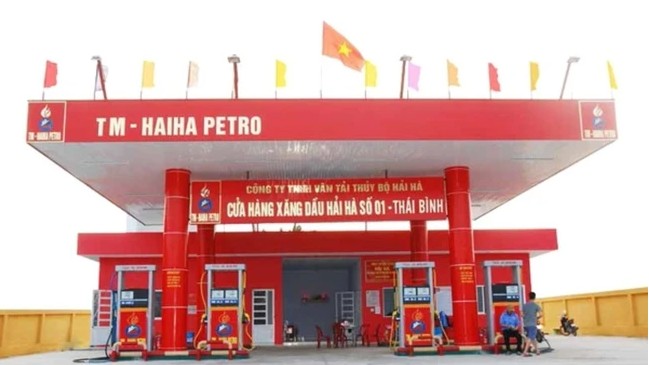 TM - HAIHA PETRO
TM - HAIHA PETRO
TM - HAIHA PETRO
CÔNG TY TNHH VẬN TẢI THỦY BỘ HẢI HÀ
CỬA HÀNG XĂNG DẦU HẢI HÀ SỐ 01 - THÁI BÌNH
TM - HAIHA PETRO